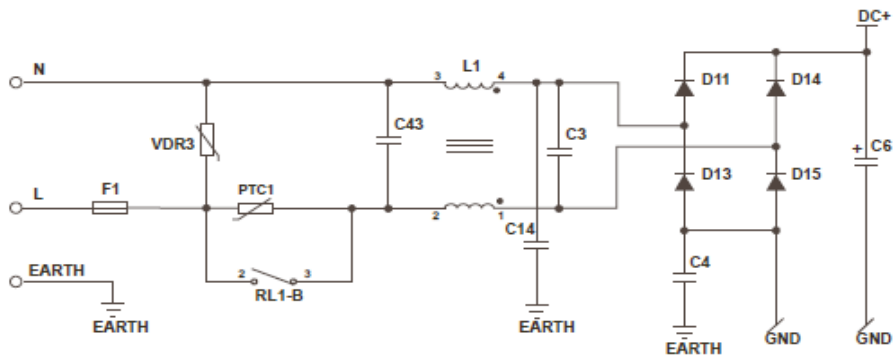 DC+
N
3
L1
4
D11
D14
VDR3
C43
C3
+
C6
L
F1
PTC1
D13
D15
2
1
C14
EARTH
2
3
RL1-B
C4
EARTH
EARTH
EARTH
GND
GND